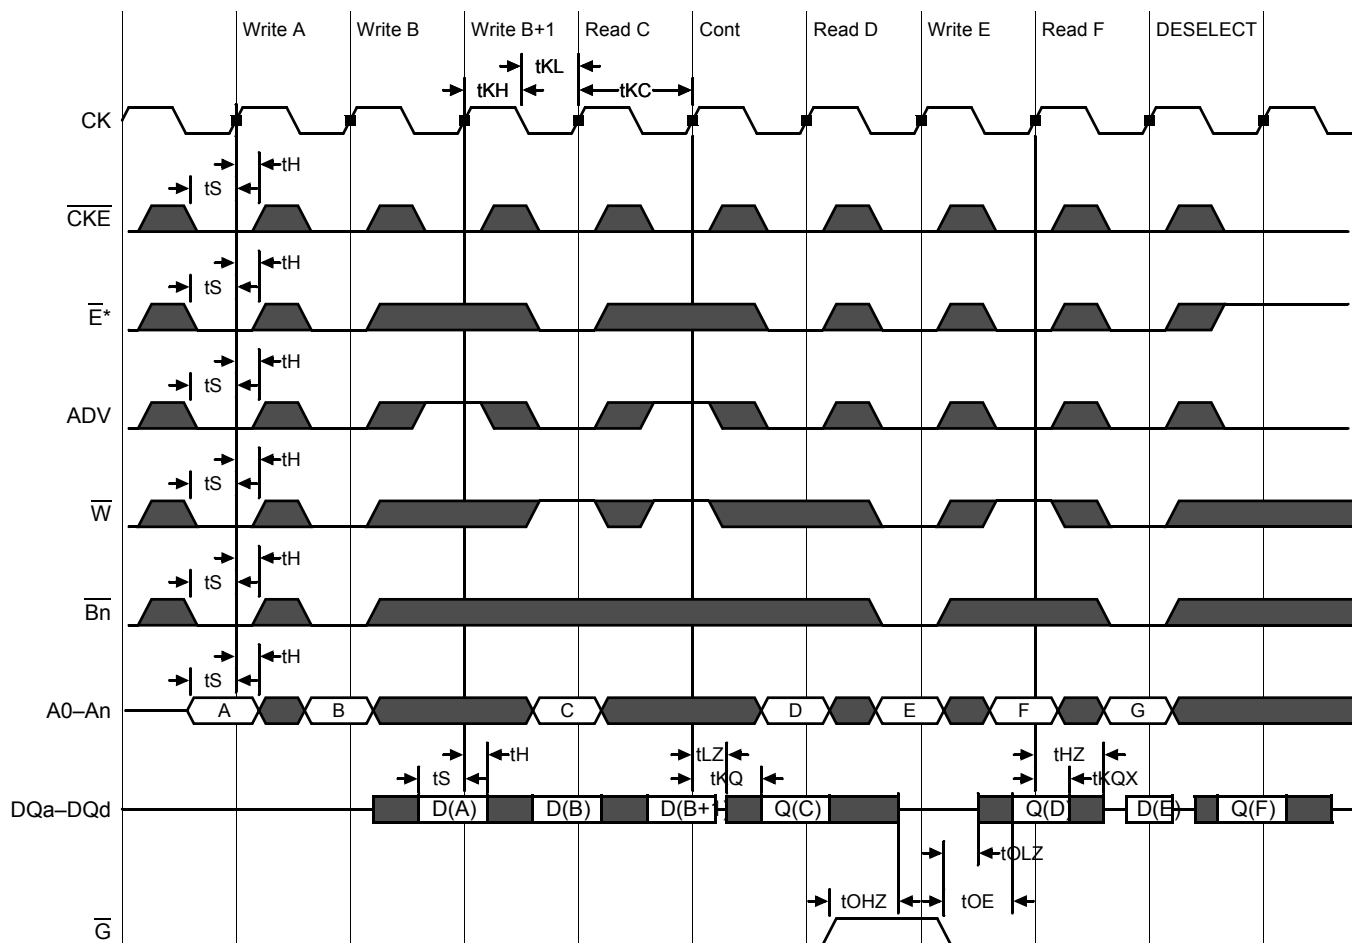 Write A Write B Write B+1 Read C Cont Read D Write E Read F DESELECT
tKL
tKH tKC
CK
tH
tS
CKE
tH
tS
E*
tH
tS
ADV
tH
tS
W
tH
tS
Bn
tH
tS
A0–An A B C D E F G
tH tLZ tHZ
tS tKQ tKQX
DQa–DQd D(A) D(B) D(B+1) Q(C) Q(D) D(E) Q(F)
tOLZ
tOHZ tOE
G